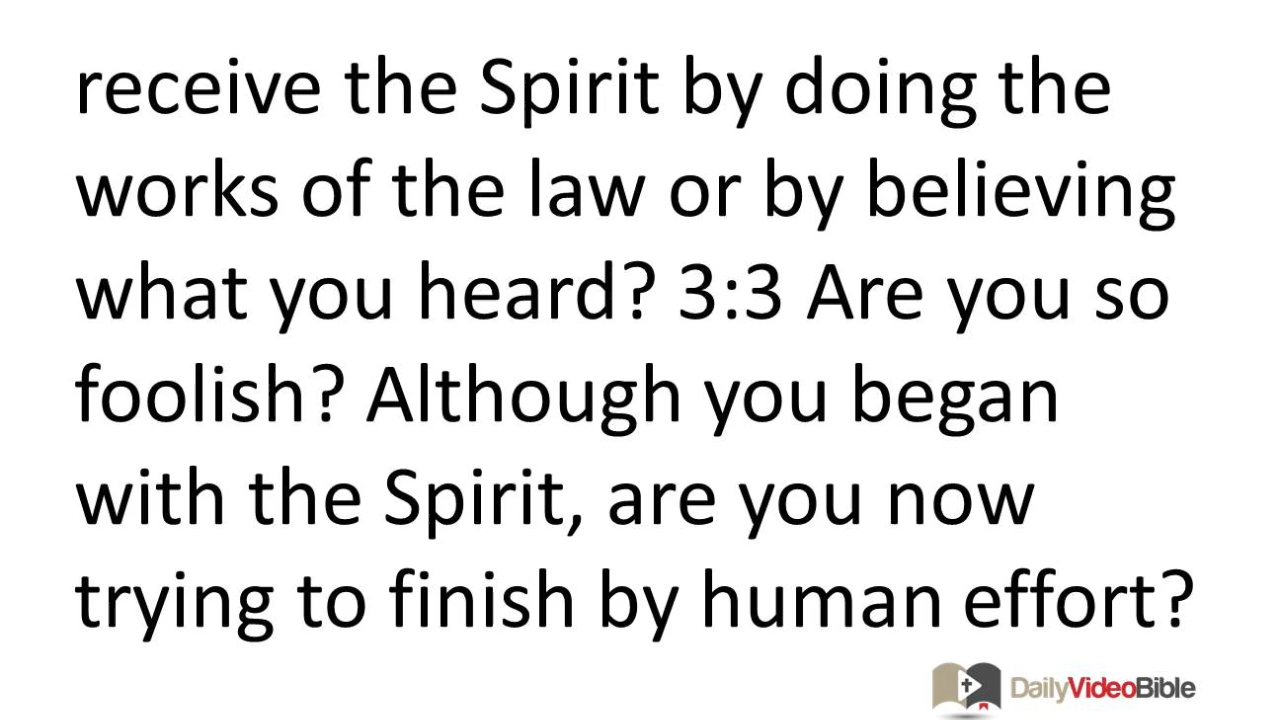 receive the Spirit by doing the
works of the law or by believing
what you heard? 3:3 Are you so
foolish? Although you began
with the Spirit, are you now
trying to finish by human effort?
DailyVideoBible